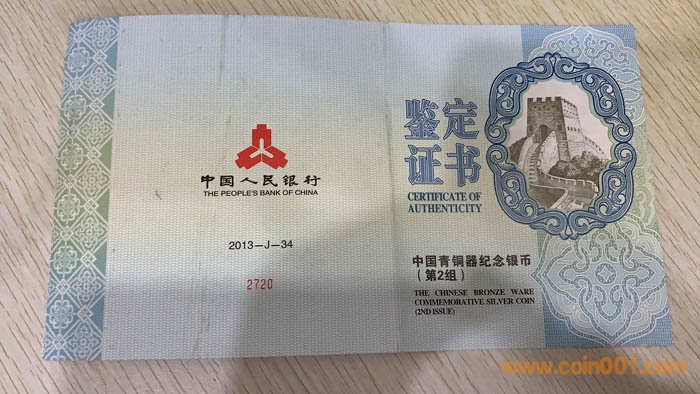 中国人民银行
THE PEOPLE'S BANK OF CHINA
2013-J-34
2720
鉴定
证书
CERTIFICATE OF
AUTHENTICITY
中国青铜器纪念银币
(第2组)
THE CHINESE BRONZE WARE
COMMEMORATIVE SILVER COIN
(2ND ISSUE)
www.coin001.com